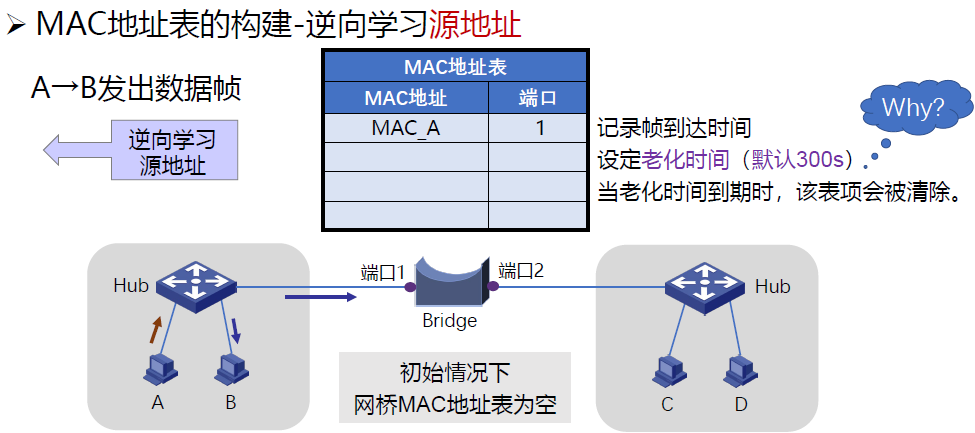 ➢ MAC地址表的构建-逆向学习源地址
A→B发出数据帧
逆向学习
源地址
MAC地址表
MAC地址 端口
MAC_A 1
Why?
记录帧到达时间
设定老化时间（默认300s）
当老化时间到期时，该表项会被清除。
Hub
端口1
端口2
Hub
Bridge
A
B
C
D
初始情况下
网桥MAC地址表为空